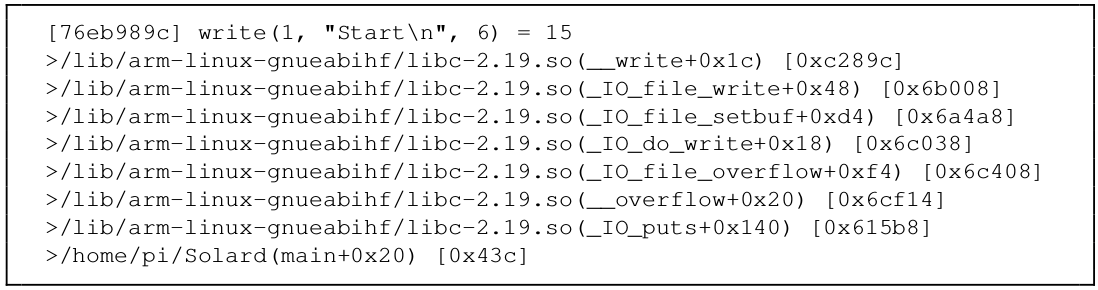 [76eb989c] write(1, "Start\n", 6) = 15
>/lib/arm-linux-gnueabihf/libc-2.19.so(__write+0x1c) [0xc289c]
>/lib/arm-linux-gnueabihf/libc-2.19.so(_IO_file_write+0x48) [0x6b008]
>/lib/arm-linux-gnueabihf/libc-2.19.so(_IO_file_setbuf+0xd4) [0x6a4a8]
>/lib/arm-linux-gnueabihf/libc-2.19.so(_IO_do_write+0x18) [0x6c038]
>/lib/arm-linux-gnueabihf/libc-2.19.so(_IO_file_overflow+0xf4) [0x6c408]
>/lib/arm-linux-gnueabihf/libc-2.19.so(__overflow+0x20) [0x6cf14]
>/lib/arm-linux-gnueabihf/libc-2.19.so(_IO_puts+0x140) [0x615b8]
>/home/pi/Solard(main+0x20) [0x43c]